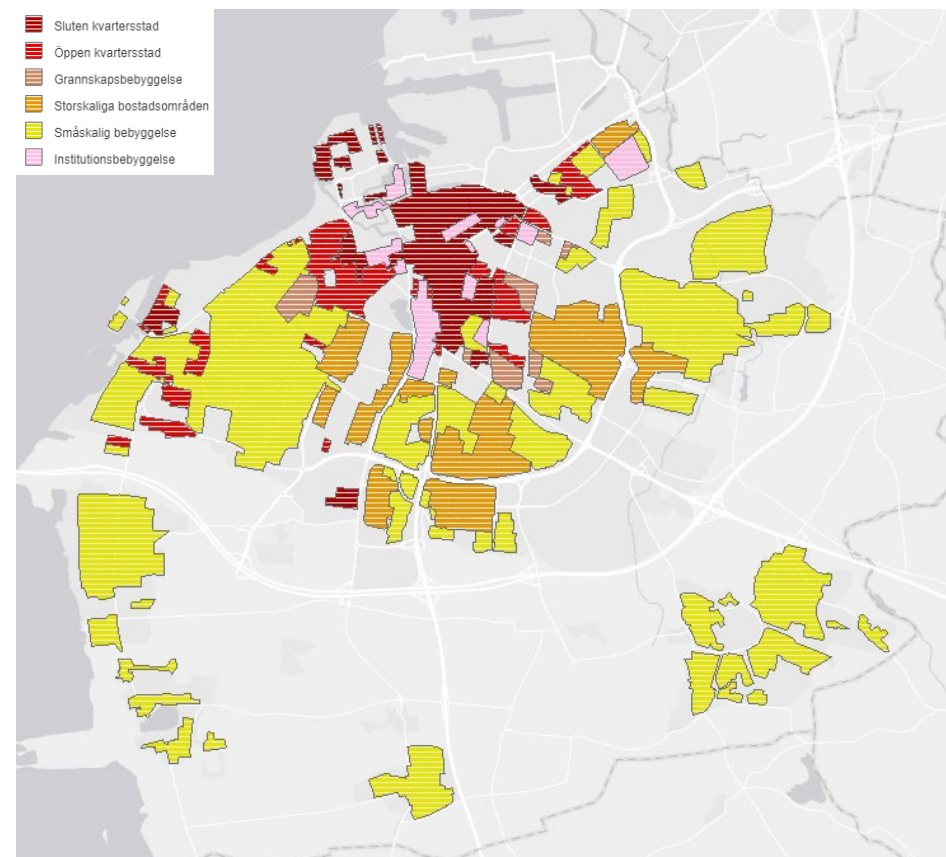 Sluten kvartersstad
Öppen kvartersstad
Grannskapsbebyggelse
Storskaliga bostadsområden
Småskalig bebyggelse
Institutionsbebyggelse